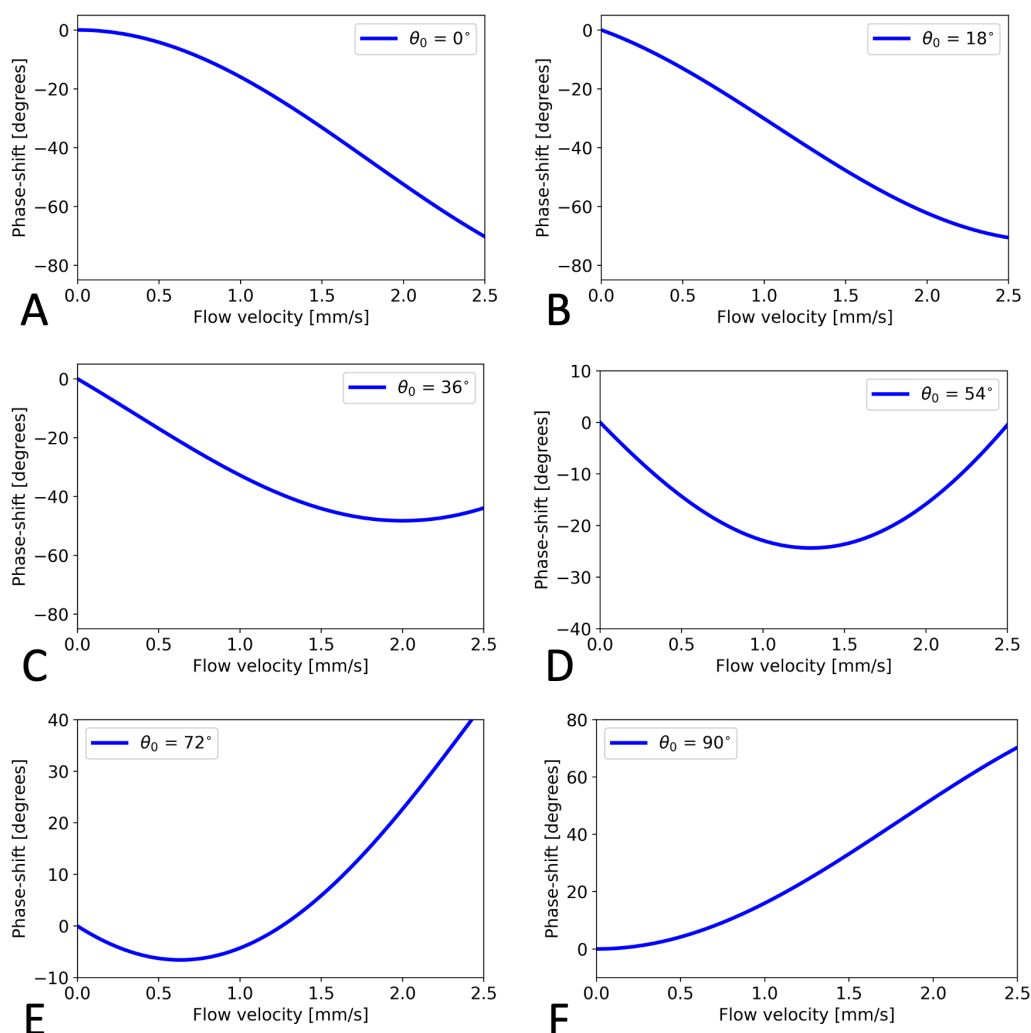 θ₀ = 0°
Phase-shift [degrees]
0
−20
−40
−60
−80
0.0 0.5 1.0 1.5 2.0 2.5
Flow velocity [mm/s]
A
θ₀ = 18°
Phase-shift [degrees]
0
−20
−40
−60
−80
0.0 0.5 1.0 1.5 2.0 2.5
Flow velocity [mm/s]
B
θ₀ = 36°
Phase-shift [degrees]
0
−20
−40
−60
−80
0.0 0.5 1.0 1.5 2.0 2.5
Flow velocity [mm/s]
C
θ₀ = 54°
Phase-shift [degrees]
10
0
−10
−20
−30
−40
0.0 0.5 1.0 1.5 2.0 2.5
Flow velocity [mm/s]
D
θ₀ = 72°
Phase-shift [degrees]
40
30
20
10
0
−10
0.0 0.5 1.0 1.5 2.0 2.5
Flow velocity [mm/s]
E
θ₀ = 90°
Phase-shift [degrees]
80
60
40
20
0
0.0 0.5 1.0 1.5 2.0 2.5
Flow velocity [mm/s]
F